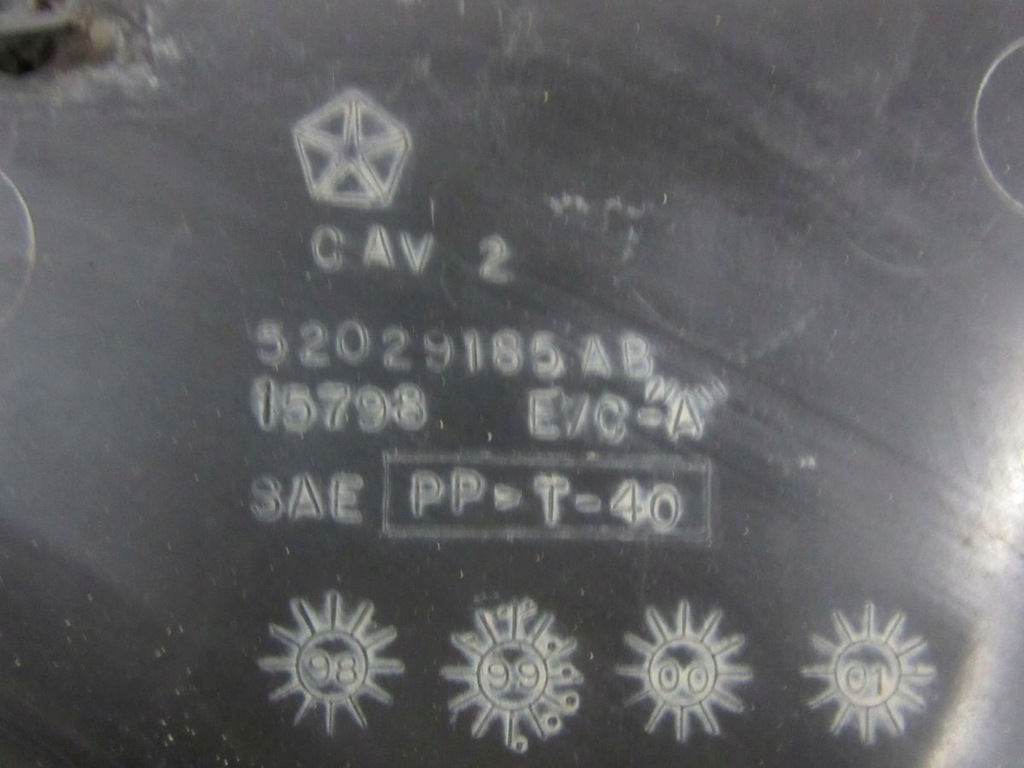 CAV 2
52029185AB
15798 E/C-A
SAE PP-T-40
98 99 00 01